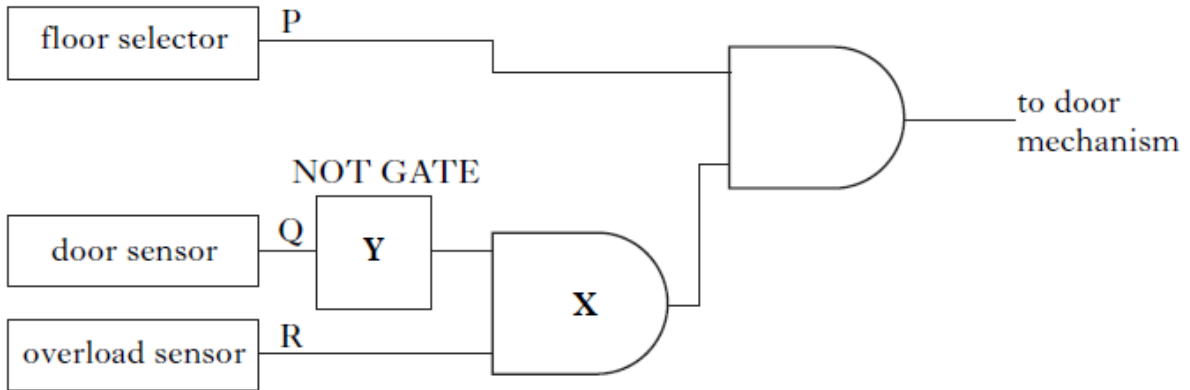 floor selector
P
to door
mechanism
NOT GATE
door sensor
Q
Y
X
overload sensor
R